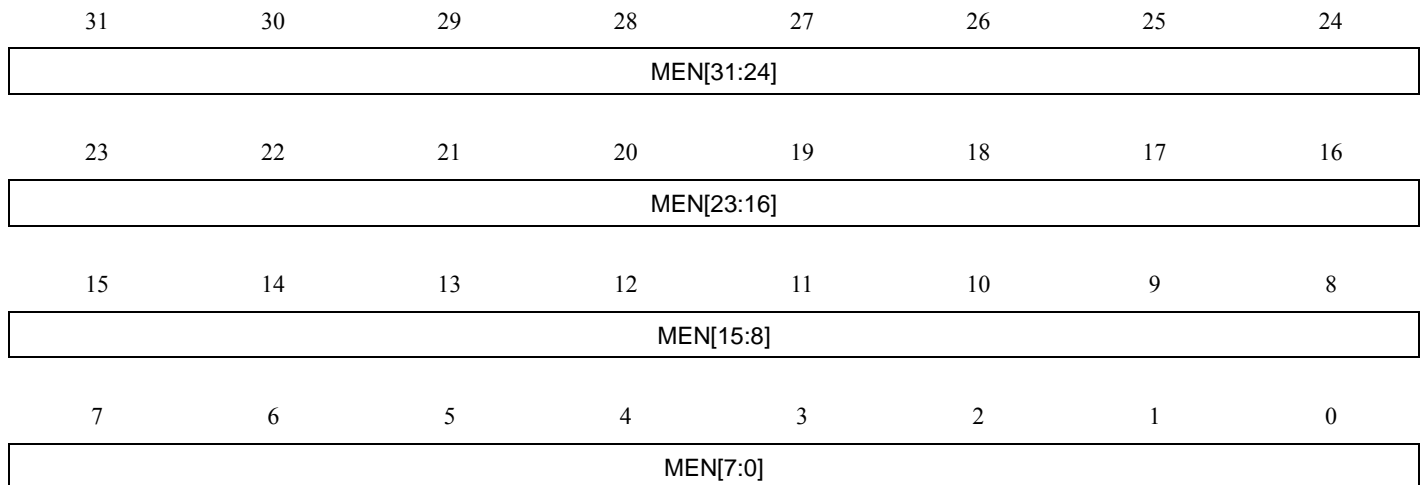 31 30 29 28 27 26 25 24
MEN[31:24]
23 22 21 20 19 18 17 16
MEN[23:16]
15 14 13 12 11 10 9 8
MEN[15:8]
7 6 5 4 3 2 1 0
MEN[7:0]